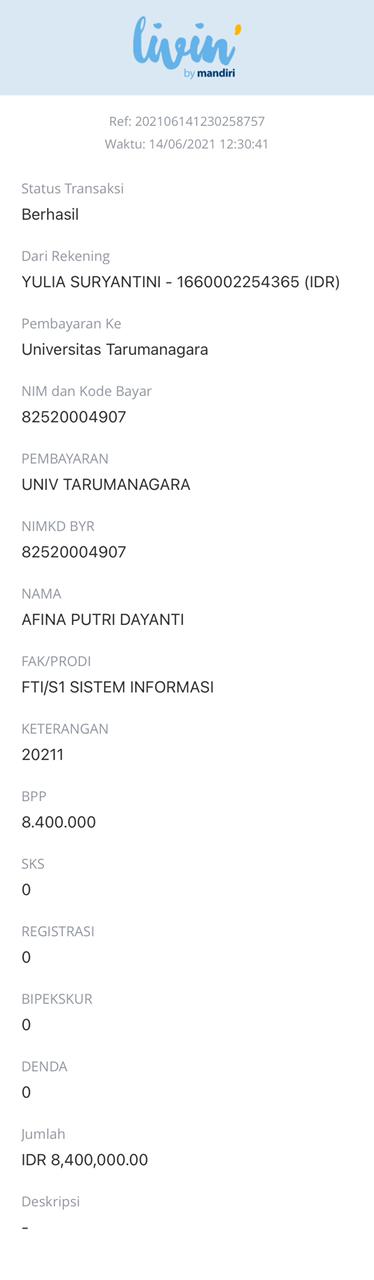 livin'
by mandiri
Ref: 202106141230258757
Waktu: 14/06/2021 12:30:41
Status Transaksi
Berhasil
Dari Rekening
YULIA SURYANTINI - 1660002254365 (IDR)
Pembayaran Ke
Universitas Tarumanagara
NIM dan Kode Bayar
82520004907
PEMBAYARAN
UNIV TARUMANAGARA
NIMKD BYR
82520004907
NAMA
AFINA PUTRI DAYANTI
FAK/PRODI
FTI/S1 SISTEM INFORMASI
KETERANGAN
20211
BPP
8.400.000
SKS
0
REGISTRASI
0
BIPEKSKUR
0
DENDA
0
Jumlah
IDR 8,400,000.00
Deskripsi
-